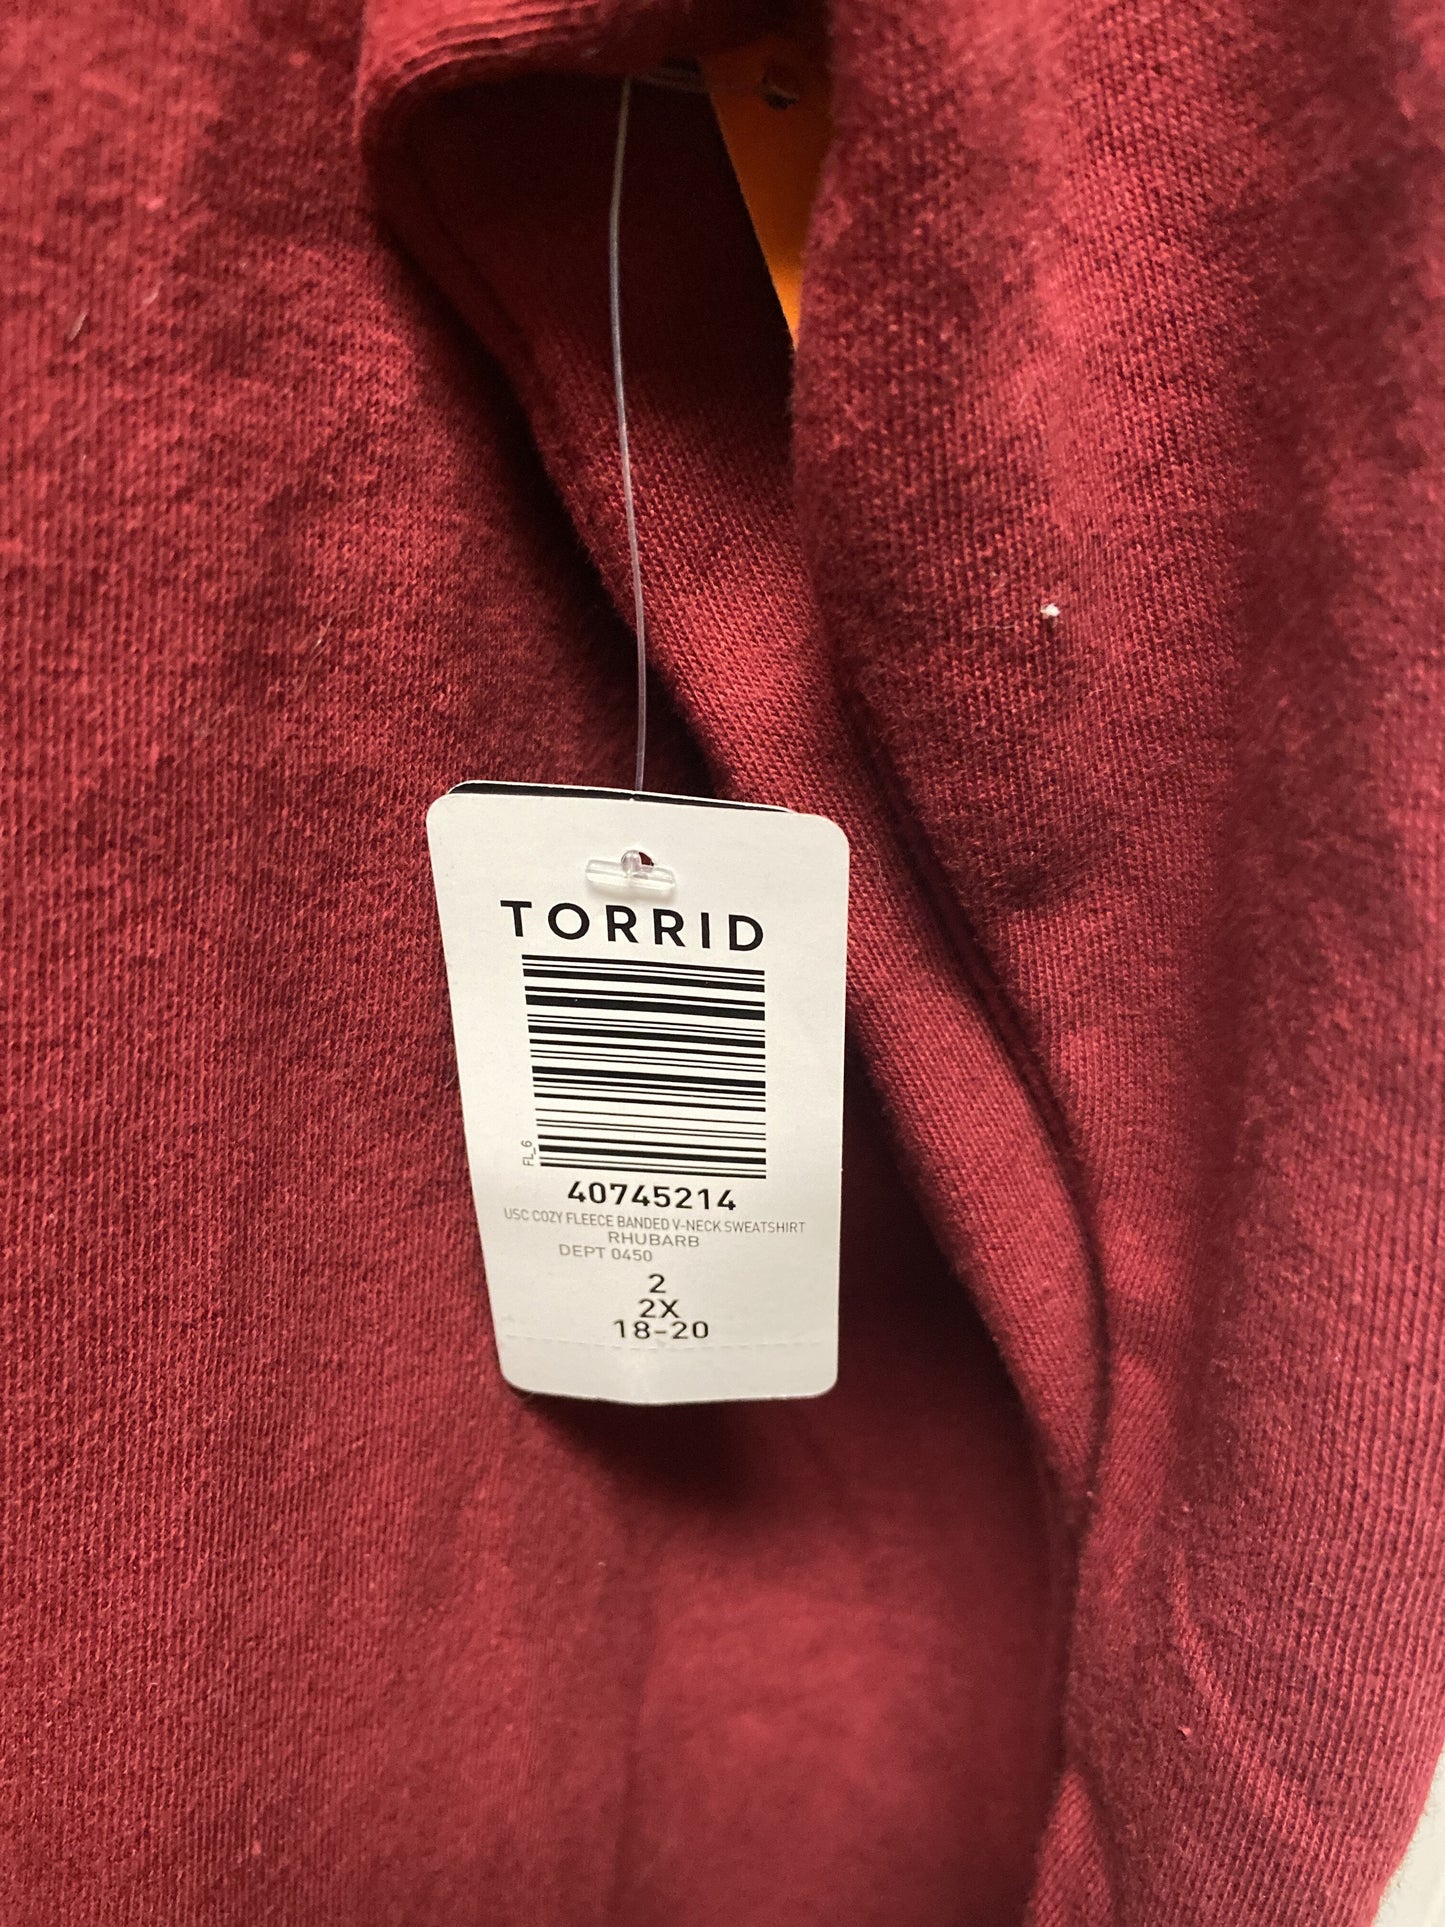 TORRID
FL_6
40745214
USC COZY FLEECE BANDED V-NECK SWEATSHIRT
RHUBARB
DEPT 0450
2
2X
18-20